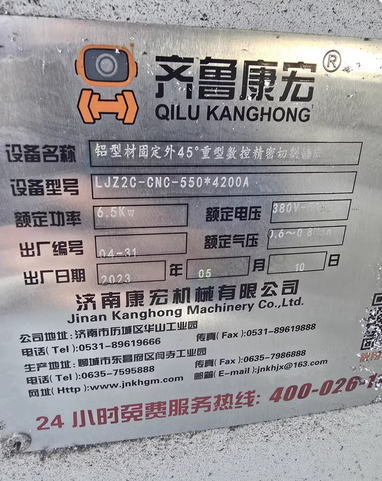 齐鲁康宏®
QILU KANGHONG
设备名称 铝型材固定外45°重型数控精密切
设备型号 LJZ2C-CNC-550*4200A
额定功率 6.5Kw 额定电压 380V
出厂编号 04-31 额定气压 0.6~0.8
出厂日期 2023 年 05 月 10 日
济南康宏机械有限公司
Jinan Kanghong Machinery Co.,Ltd.
公司地址:济南市历城区华山工业园
电话(Tel):0531-89619666 传真(Fax):0531-89619888
生产地址:聊城市东昌府区闫寺工业园
电话(Tel):0635-7595888 传真(Fax):0635-7986888
网址(Http):www.jnkhgm.com 邮箱(E-mail):jnkhjx@163.com
24小时免费服务热线:400-026-1